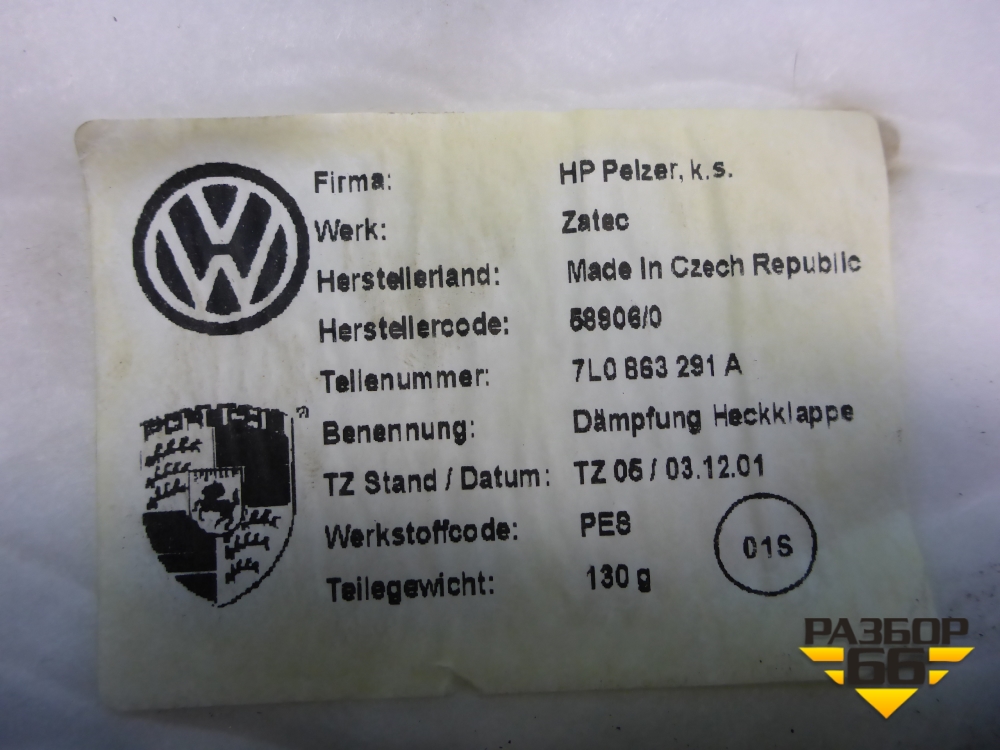 Firma: HP Pelzer, k.s.
Werk: Zatec
Herstellerland: Made In Czech Republic
Herstellercode: 58906/0
Teilenummer: 7L0 863 291 A
Benennung: Dämpfung Heckklappe
TZ Stand / Datum: TZ 05 / 03.12.01
Werkstoffcode: PES
01S
Teilegewicht: 130 g
РАЗБОР
66